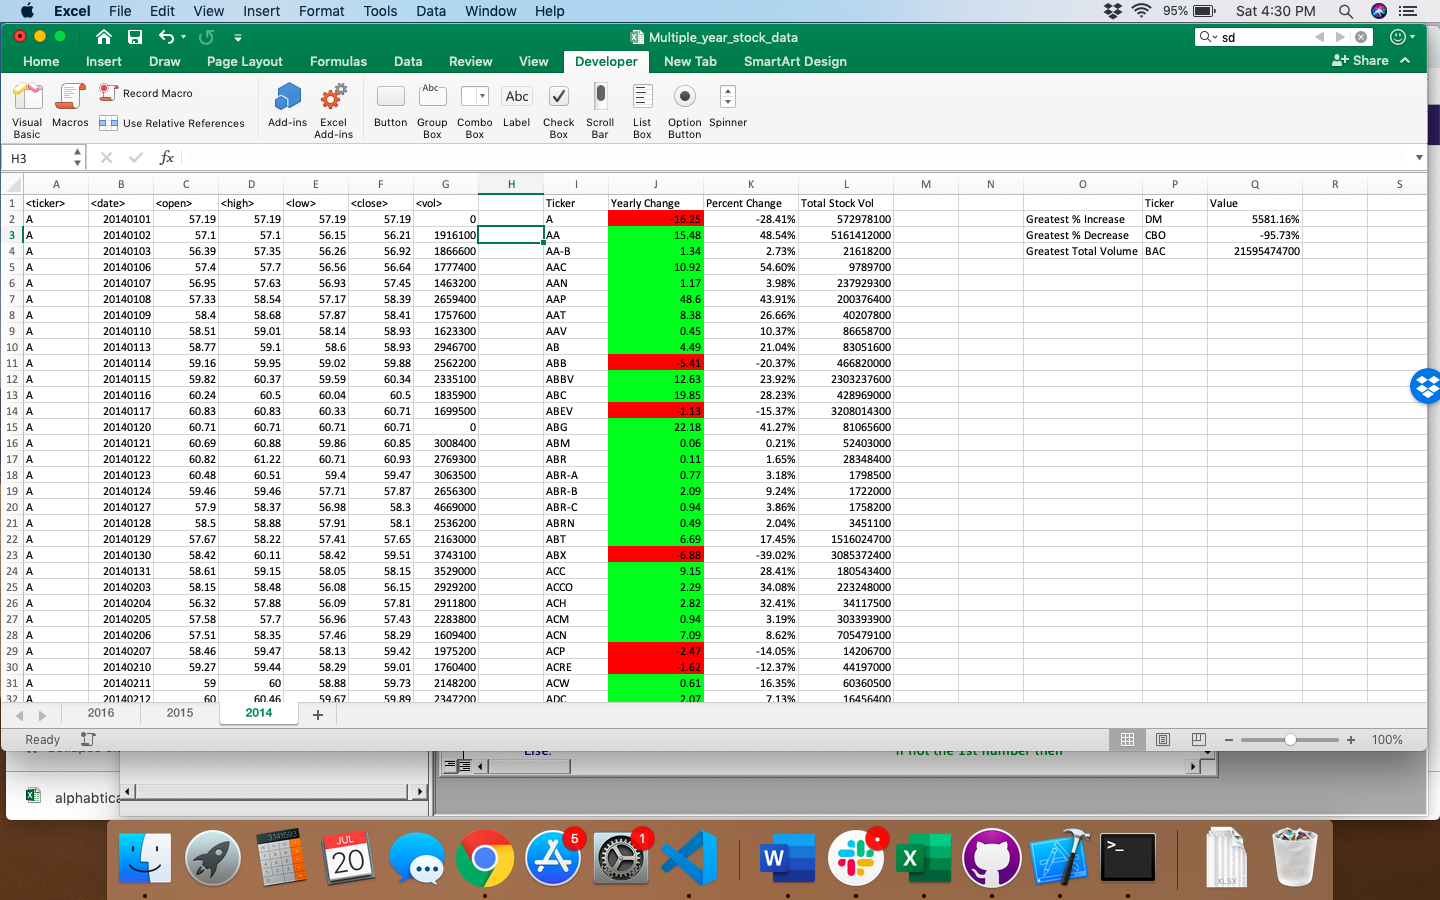 Excel File Edit View Insert Format Tools Data Window Help 95% Sat 4:30 PM
Multiple_year_stock_data sd
Home Insert Draw Page Layout Formulas Data Review View Developer New Tab SmartArt Design Share
Visual Basic Macros Record Macro Use Relative References Add-ins Excel Add-ins Button Group Box Combo Box Label Check Box Scroll Bar List Box Option Button Spinner
Abc Abc
H3 fx
A B C D E F G H I J K L M N O P Q R S
1 <ticker> <date> <open> <high> <low> <close> <vol> Ticker Yearly Change Percent Change Total Stock Vol Ticker Value
2 A 20140101 57.19 57.19 57.19 57.19 0 A -16.25 -28.41% 572978100 Greatest % Increase DM 5581.16%
3 A 20140102 57.1 57.1 56.15 56.21 1916100 AA 15.48 48.54% 5161412000 Greatest % Decrease CBO -95.73%
4 A 20140103 56.39 57.35 56.26 56.92 1866600 AA-B 1.34 2.73% 21618200 Greatest Total Volume BAC 21595474700
5 A 20140106 57.4 57.7 56.56 56.64 1777400 AAC 10.92 54.60% 9789700
6 A 20140107 56.95 57.63 56.93 57.45 1463200 AAN 1.17 3.98% 237929300
7 A 20140108 57.33 58.54 57.17 58.39 2659400 AAP 48.6 43.91% 200376400
8 A 20140109 58.4 58.68 57.87 58.41 1757600 AAT 8.38 26.66% 40207800
9 A 20140110 58.51 59.01 58.14 58.93 1623300 AAV 0.45 10.37% 86658700
10 A 20140113 58.77 59.1 58.6 58.93 2946700 AB 4.49 21.04% 83051600
11 A 20140114 59.16 59.95 59.02 59.88 2562200 ABB -5.41 -20.37% 466820000
12 A 20140115 59.82 60.37 59.59 60.34 2335100 ABBV 12.63 23.92% 2303237600
13 A 20140116 60.24 60.5 60.04 60.5 1835900 ABC 19.85 28.23% 428969000
14 A 20140117 60.83 60.83 60.33 60.71 1699500 ABEV -1.13 -15.37% 3208014300
15 A 20140120 60.71 60.71 60.71 60.71 0 ABG 22.18 41.27% 81065600
16 A 20140121 60.69 60.88 59.86 60.85 3008400 ABM 0.06 0.21% 52403000
17 A 20140122 60.82 61.22 60.71 60.93 2769300 ABR 0.11 1.65% 28348400
18 A 20140123 60.48 60.51 59.4 59.47 3063500 ABR-A 0.77 3.18% 1798500
19 A 20140124 59.46 59.46 57.71 57.87 2656300 ABR-B 2.09 9.24% 1722000
20 A 20140127 57.9 58.37 56.98 58.3 4669000 ABR-C 0.94 3.86% 1758200
21 A 20140128 58.5 58.88 57.91 58.1 2536200 ABRN 0.49 2.04% 3451100
22 A 20140129 57.67 58.22 57.41 57.65 2163000 ABT 6.69 17.45% 1516024700
23 A 20140130 58.42 60.11 58.42 59.51 3743100 ABX -6.88 -39.02% 3085372400
24 A 20140131 58.61 59.15 58.05 58.15 3529000 ACC 9.15 28.41% 180543400
25 A 20140203 58.15 58.48 56.08 56.15 2929200 ACCO 2.29 34.08% 223248000
26 A 20140204 56.32 57.88 56.09 57.81 2911800 ACH 2.82 32.41% 34117500
27 A 20140205 57.58 57.7 56.96 57.43 2283800 ACM 0.94 3.19% 303393900
28 A 20140206 57.51 58.35 57.46 58.29 1609400 ACN 7.09 8.62% 705479100
29 A 20140207 58.46 59.47 58.13 59.42 1975200 ACP -2.47 -14.05% 14206700
30 A 20140210 59.27 59.44 58.29 59.01 1760400 ACRE -1.62 -12.37% 44197000
31 A 20140211 59 60 58.88 59.73 2148200 ACW 0.61 16.35% 60360500
32 A 20140212 60 60.46 59.67 59.89 2347200 ADC 2.07 7.13% 16456400
2016 2015 2014
Ready 100%
Else: If not the 1st number then
alphabtica
3.141593 JUL 20 5 1 W X >_ XLSX